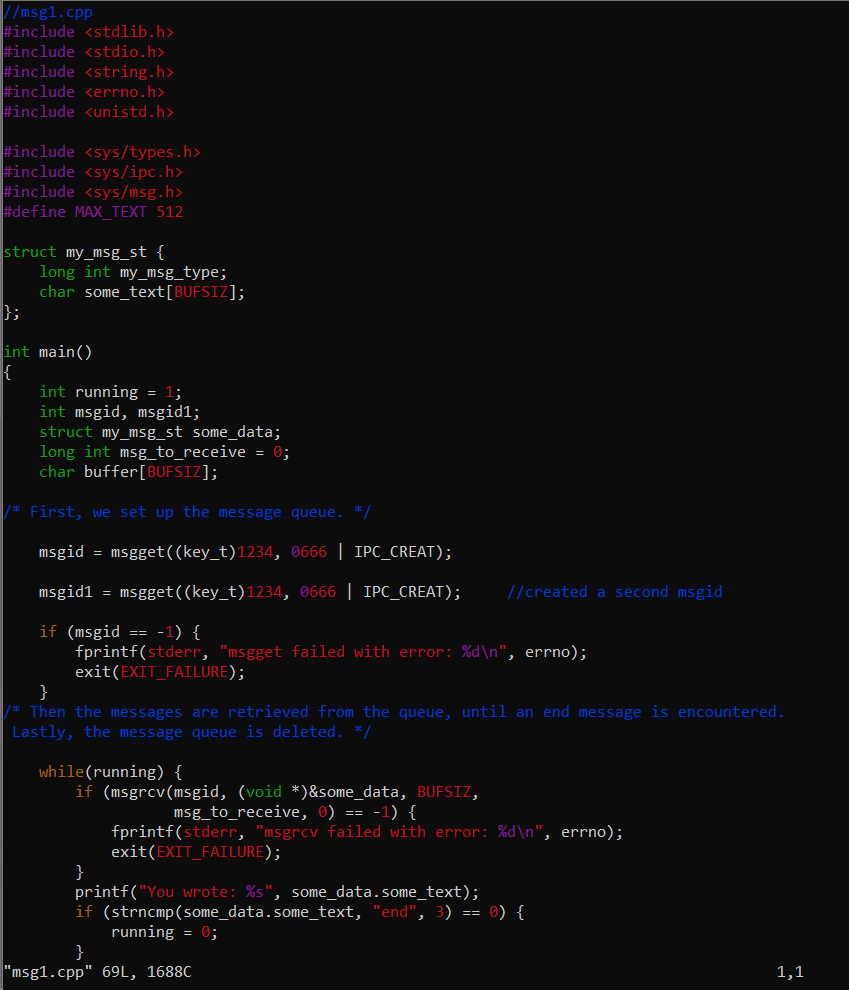 //msg1.cpp
#include <stdlib.h>
#include <stdio.h>
#include <string.h>
#include <errno.h>
#include <unistd.h>

#include <sys/types.h>
#include <sys/ipc.h>
#include <sys/msg.h>
#define MAX_TEXT 512

struct my_msg_st {
    long int my_msg_type;
    char some_text[BUFSIZ];
};

int main()
{
    int running = 1;
    int msgid, msgid1;
    struct my_msg_st some_data;
    long int msg_to_receive = 0;
    char buffer[BUFSIZ];

/* First, we set up the message queue. */

    msgid = msgget((key_t)1234, 0666 | IPC_CREAT);

    msgid1 = msgget((key_t)1234, 0666 | IPC_CREAT);     //created a second msgid

    if (msgid == -1) {
        fprintf(stderr, "msgget failed with error: %d\n", errno);
        exit(EXIT_FAILURE);
    }
/* Then the messages are retrieved from the queue, until an end message is encountered.
 Lastly, the message queue is deleted. */

    while(running) {
        if (msgrcv(msgid, (void *)&some_data, BUFSIZ,
                   msg_to_receive, 0) == -1) {
            fprintf(stderr, "msgrcv failed with error: %d\n", errno);
            exit(EXIT_FAILURE);
        }
        printf("You wrote: %s", some_data.some_text);
        if (strncmp(some_data.some_text, "end", 3) == 0) {
            running = 0;
        }
"msg1.cpp" 69L, 1688C                                                                 1,1